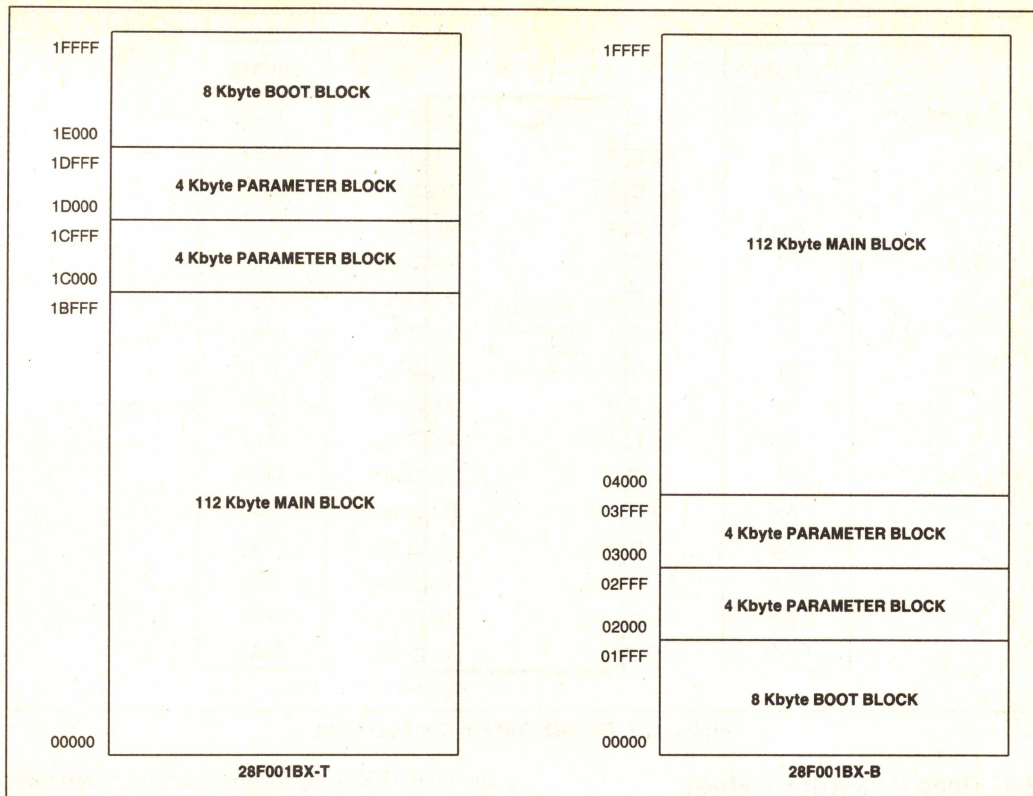 1FFFF
8 Kbyte BOOT BLOCK
1E000
1DFFF
4 Kbyte PARAMETER BLOCK
1D000
1CFFF
4 Kbyte PARAMETER BLOCK
1C000
1BFFF
112 Kbyte MAIN BLOCK
00000
28F001BX-T
1FFFF
112 Kbyte MAIN BLOCK
04000
03FFF
4 Kbyte PARAMETER BLOCK
03000
02FFF
4 Kbyte PARAMETER BLOCK
02000
01FFF
8 Kbyte BOOT BLOCK
00000
28F001BX-B